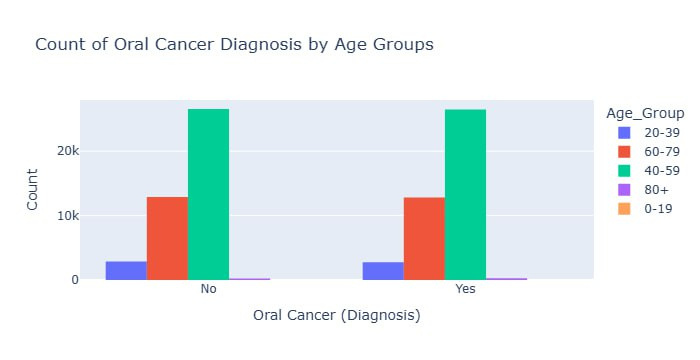 Count of Oral Cancer Diagnosis by Age Groups
Age_Group
20-39
60-79
40-59
80+
0-19
20k
10k
0
Count
No
Yes
Oral Cancer (Diagnosis)